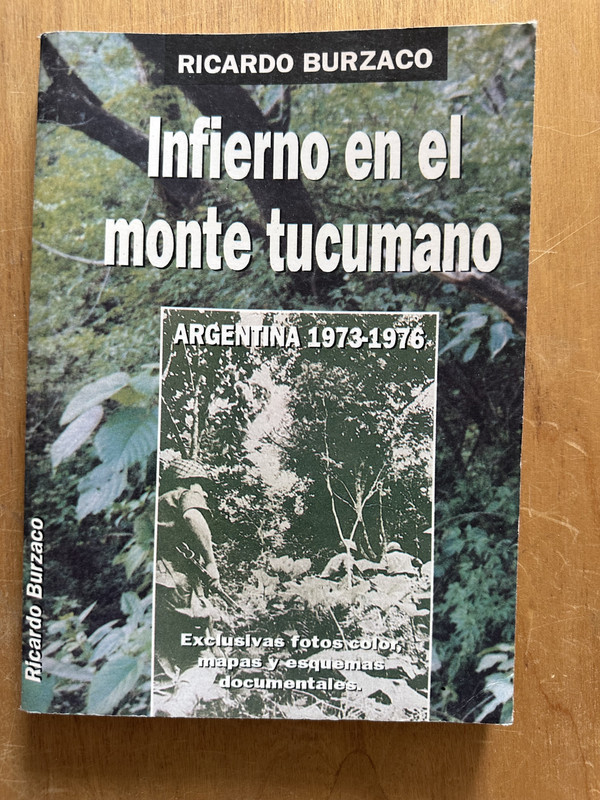 RICARDO BURZACO
Infierno en el
monte tucumano
ARGENTINA 1973-1976
Exclusivas fotos color,
mapas y esquemas
documentales.
Ricardo Burzaco